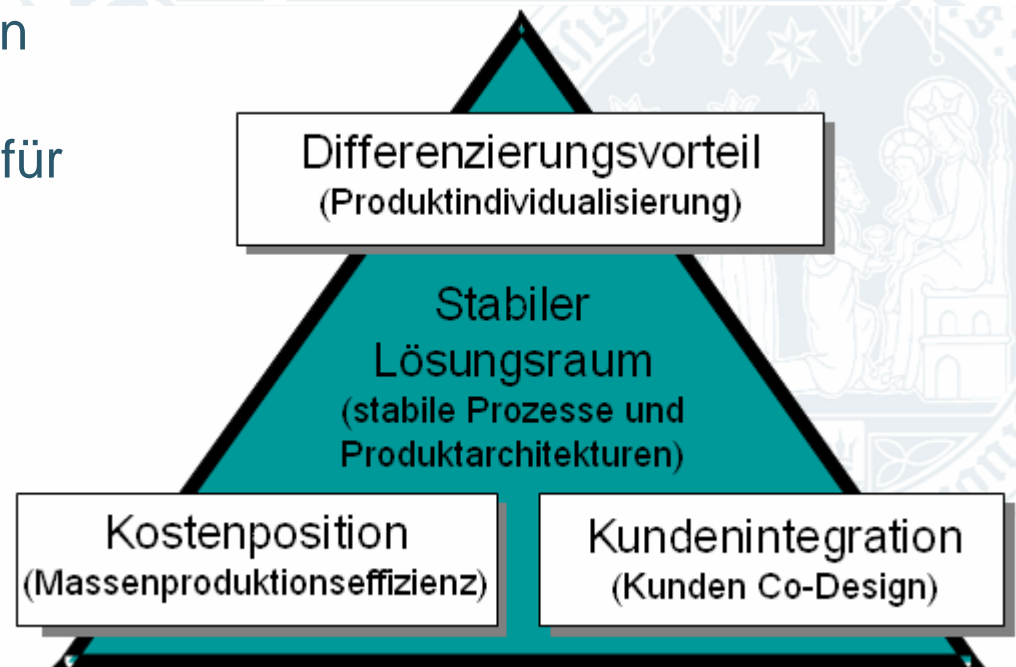 n
für
Differenzierungsvorteil
(Produktindividualisierung)
Stabiler
Lösungsraum
(stabile Prozesse und
Produktarchitekturen)
Kostenposition
(Massenproduktionseffizienz)
Kundenintegration
(Kunden Co-Design)